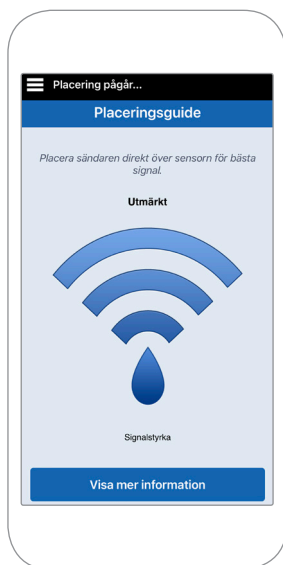 Placering pågår...
Placeringsguide
Placera sändaren direkt över sensorn för bästa
signal.
Utmärkt
Signalstyrka
Visa mer information